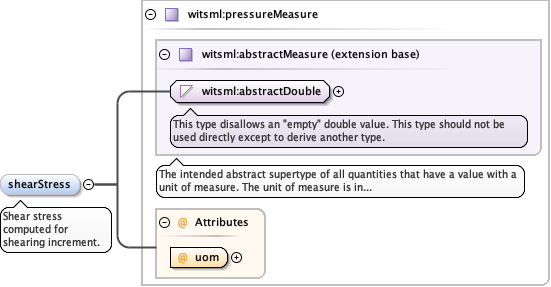 witsml:pressureMeasure
witsml:abstractMeasure (extension base)
witsml:abstractDouble
This type disallows an "empty" double value. This type should not be
used directly except to derive another type.
The intended abstract supertype of all quantities that have a value with a
unit of measure. The unit of measure is in...
shearStress
Shear stress
computed for
shearing increment.
@ Attributes
@ uom